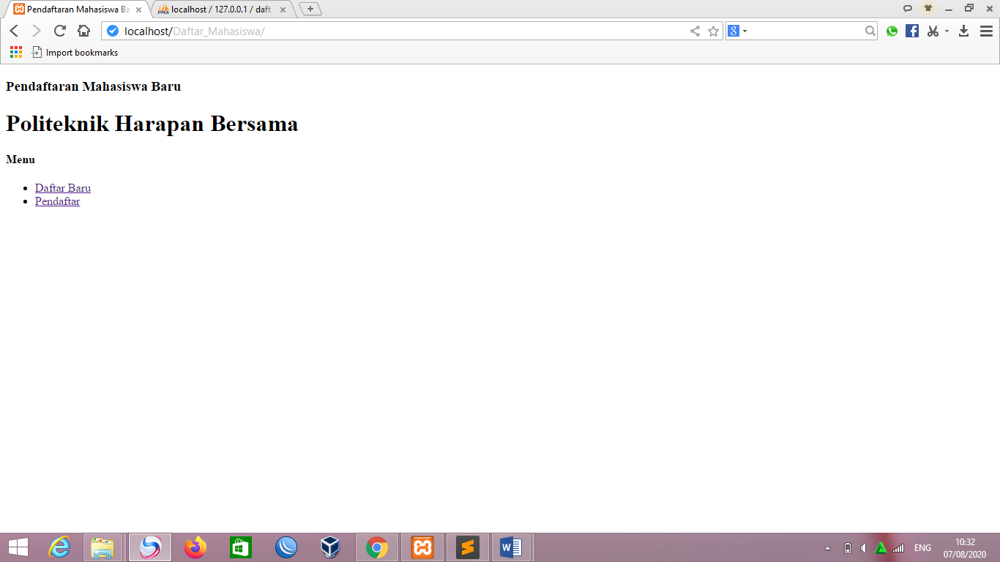 Pendaftaran Mahasiswa Ba
localhost / 127.0.0.1 / daft
localhost/Daftar_Mahasiswa/
Import bookmarks
Pendaftaran Mahasiswa Baru
Politeknik Harapan Bersama
Menu
Daftar Baru
Pendaftar
ENG
10:32
07/08/2020